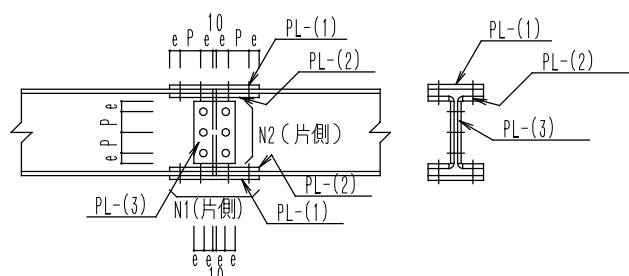 10
e P e e P e
PL-(1)
PL-(2)
e
P
P
e
N2(片側)
PL-(2)
PL-(3)
N1(片側)
PL-(1)
e e e e
10
PL-(1)
PL-(2)
PL-(3)